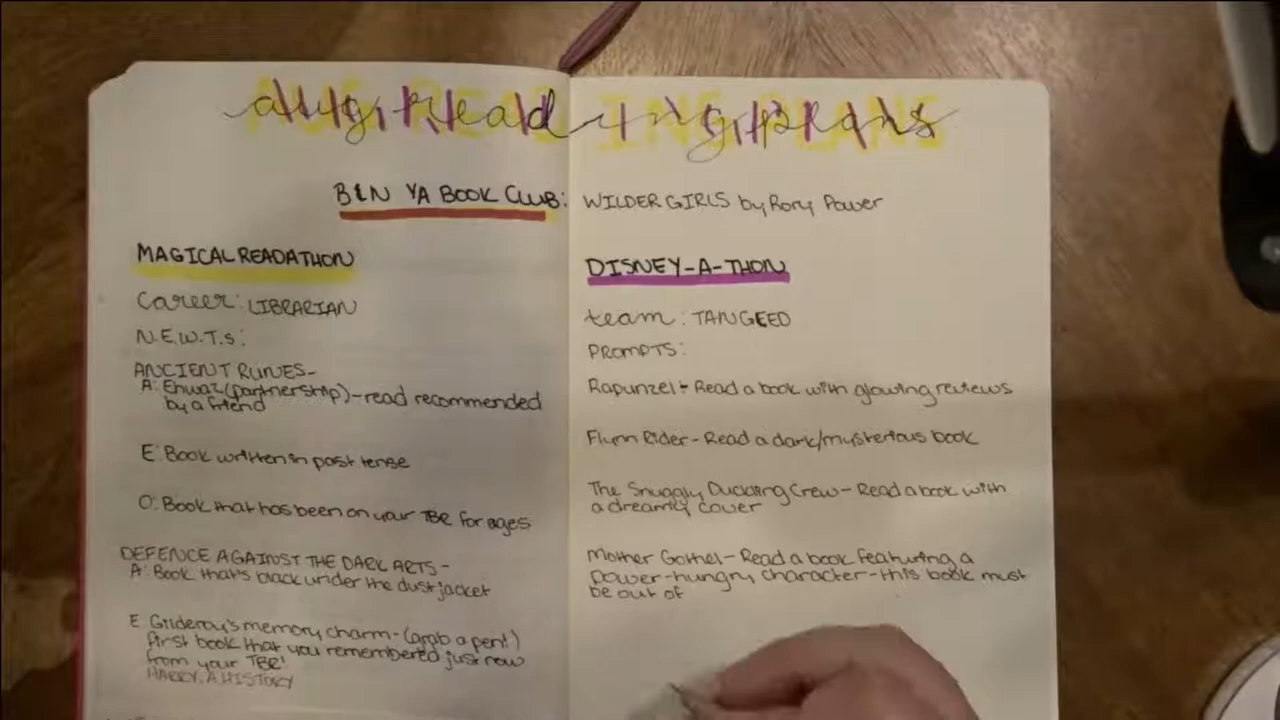 aug. reading plans
B&N YA BOOK CLUB: WILDER GIRLS by Rory Power
MAGICAL READATHON
Career: LIBRARIAN
N.E.W.T.s:
ANCIENT RUNES-
A: Ehwaz (partnership) - read recommended
by a friend
E: Book written in past tense
O: Book that has been on your TBR for ages
DEFENCE AGAINST THE DARK ARTS-
A: Book that's black under the dust jacket
E: Gilderoy's memory charm - (grab a pen!)
first book that you remembered just now
from your TBR!
HARRY, A HISTORY
DISNEY-A-THON
team: TANGLED
PROMPTS:
Rapunzel - Read a book with glowing reviews
Flynn Rider - Read a dark/mysterious book
The Snuggly Duckling Crew - Read a book with
a dreamy cover
Mother Gothel - Read a book featuring a
power-hungry character - this book must
be out of